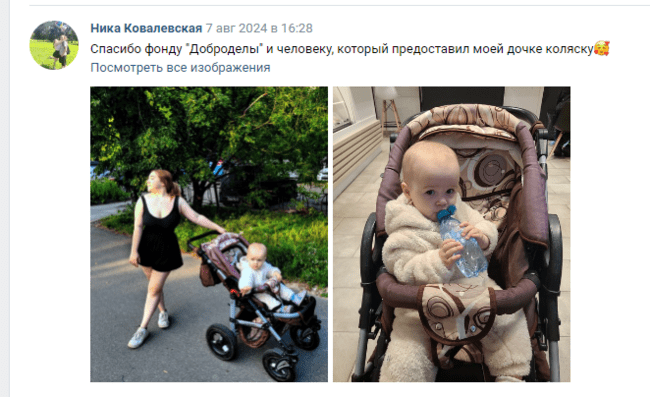 Ника Ковалевская 7 авг 2024 в 16:28
Спасибо фонду "Доброделы" и человеку, который предоставил моей дочке коляску🥰
Посмотреть все изображения